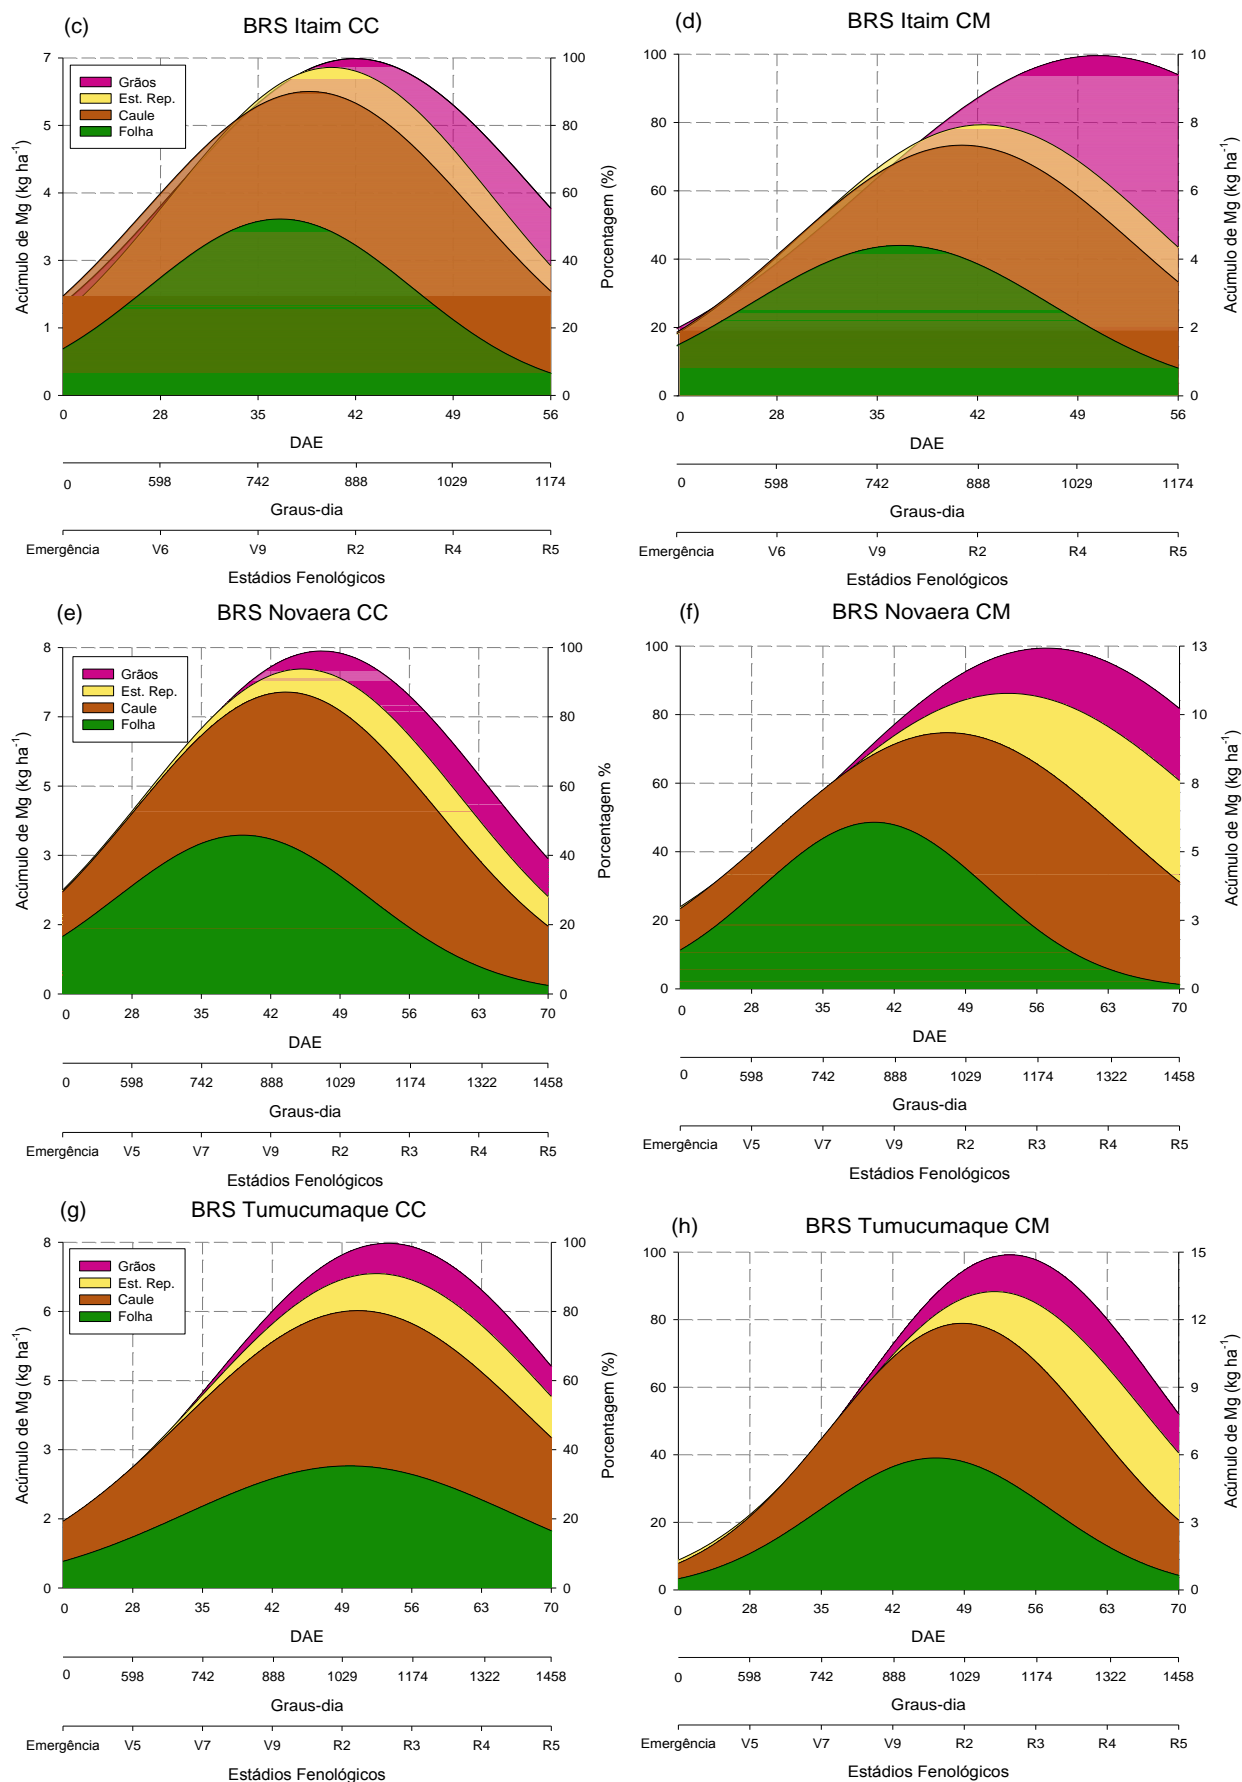 (c)
BRS Itaim CC
7
5
4
3
1
0
Acúmulo de Mg (kg ha-1)
Grãos
Est. Rep.
Caule
Folha
100
80
60
40
20
0
Porcentagem (%)
0 28 35 42 49 56
DAE
0 598 742 888 1029 1174
Graus-dia
Emergência V6 V9 R2 R4 R5
Estádios Fenológicos
(d)
BRS Itaim CM
100
80
60
40
20
0
10
8
6
4
2
0
Acúmulo de Mg (kg ha-1)
0 28 35 42 49 56
DAE
0 598 742 888 1029 1174
Graus-dia
Emergência V6 V9 R2 R4 R5
Estádios Fenológicos
(e)
BRS Novaera CC
8
7
5
3
2
0
Acúmulo de Mg (kg ha-1)
Grãos
Est. Rep.
Caule
Folha
100
80
60
40
20
0
Porcentagem %
0 28 35 42 49 56 63 70
DAE
0 598 742 888 1029 1174 1322 1458
Graus-dia
Emergência V5 V7 V9 R2 R3 R4 R5
Estádios Fenológicos
(f)
BRS Novaera CM
100
80
60
40
20
0
13
10
8
5
3
0
Acúmulo de Mg (kg ha-1)
0 28 35 42 49 56 63 70
DAE
0 598 742 888 1029 1174 1322 1458
Graus-dia
Emergência V5 V7 V9 R2 R3 R4 R5
Estádios Fenológicos
(g)
BRS Tumucumaque CC
8
6
5
3
2
0
Acúmulo de Mg (kg ha-1)
Grãos
Est. Rep.
Caule
Folha
100
80
60
40
20
0
Porcentagem (%)
0 28 35 42 49 56 63 70
DAE
0 598 742 888 1029 1174 1322 1458
Graus-dia
Emergência V5 V7 V9 R2 R3 R4 R5
Estádios Fenológicos
(h)
BRS Tumucumaque CM
100
80
60
40
20
0
15
12
9
6
3
0
Acúmulo de Mg (kg ha-1)
0 28 35 42 49 56 63 70
DAE
0 598 742 888 1029 1174 1322 1458
Graus-dia
Emergência V5 V7 V9 R2 R3 R4 R5
Estádios Fenológicos